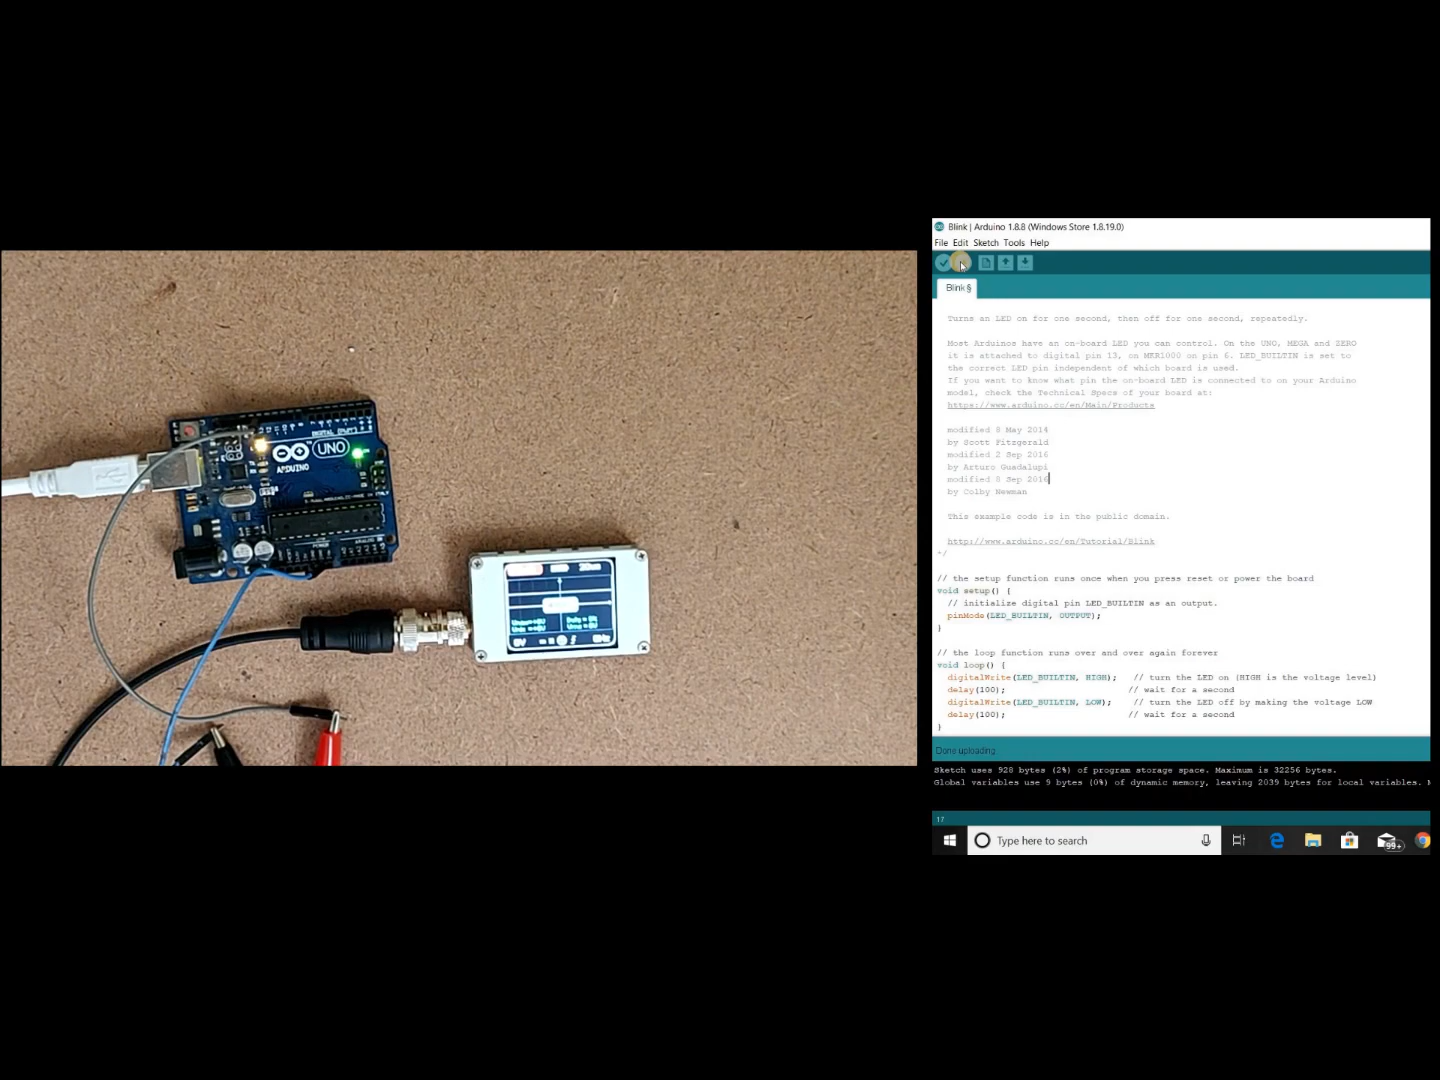 UNO
ARDUINO
DIGITAL (PWM~)
POWER
Blink | Arduino 1.8.8 (Windows Store 1.8.19.0)
File Edit Sketch Tools Help
Blink §
Turns an LED on for one second, then off for one second, repeatedly.
Most Arduinos have an on-board LED you can control. On the UNO, MEGA and ZERO
it is attached to digital pin 13, on MKR1000 on pin 6. LED_BUILTIN is set to
the correct LED pin independent of which board is used.
If you want to know what pin the on-board LED is connected to on your Arduino
model, check the Technical Specs of your board at:
https://www.arduino.cc/en/Main/Products
modified 8 May 2014
by Scott Fitzgerald
modified 2 Sep 2016
by Arturo Guadalupi
modified 8 Sep 2016
by Colby Newman
This example code is in the public domain.
http://www.arduino.cc/en/Tutorial/Blink
*/
// the setup function runs once when you press reset or power the board
void setup() {
// initialize digital pin LED_BUILTIN as an output.
pinMode(LED_BUILTIN, OUTPUT);
}
// the loop function runs over and over again forever
void loop() {
digitalWrite(LED_BUILTIN, HIGH); // turn the LED on (HIGH is the voltage level)
delay(100); // wait for a second
digitalWrite(LED_BUILTIN, LOW); // turn the LED off by making the voltage LOW
delay(100); // wait for a second
}
Done uploading
Sketch uses 928 bytes (2%) of program storage space. Maximum is 32256 bytes.
Global variables use 9 bytes (0%) of dynamic memory, leaving 2039 bytes for local variables. M
17
Type here to search
99+